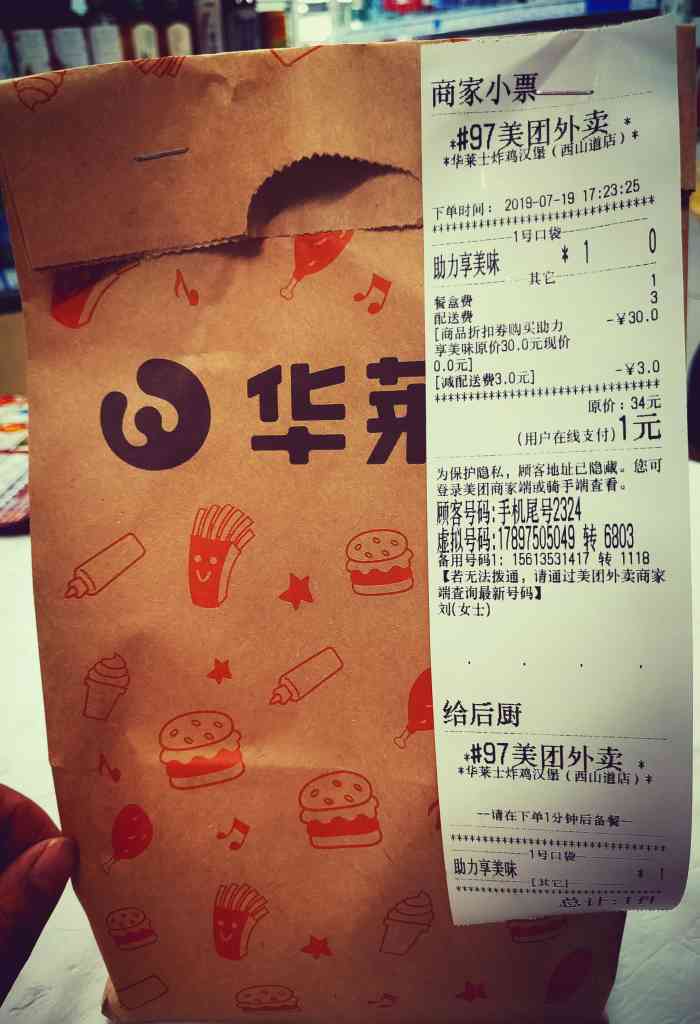 华莱
商家小票
*#97美团外卖 *
*华莱士炸鸡汉堡(西山道店)*
下单时间: 2019-07-19 17:23:25
************************************
1号口袋
助力享美味 * 1 0
其它
餐盒费 1
配送费 3
[商品折扣券购买助力 -¥30.0
享美味原价30.0元现价
0.0元]
[减配送费3.0元] -¥3.0
************************************
原价:34元
(用户在线支付)1元
为保护隐私,顾客地址已隐藏。您可
登录美团商家端或骑手端查看。
顾客号码:手机尾号2324
虚拟号码:17897505049 转 6803
备用号码1: 15613531417 转 1118
【若无法拨通,请通过美团外卖商家
端查询最新号码】
刘(女士)
给后厨
*#97美团外卖 *
*华莱士炸鸡汉堡(西山道店)*
--请在下单1分钟后备餐--
************************************
1号口袋
助力享美味 * 1
[其它]
************************************
总计:1件